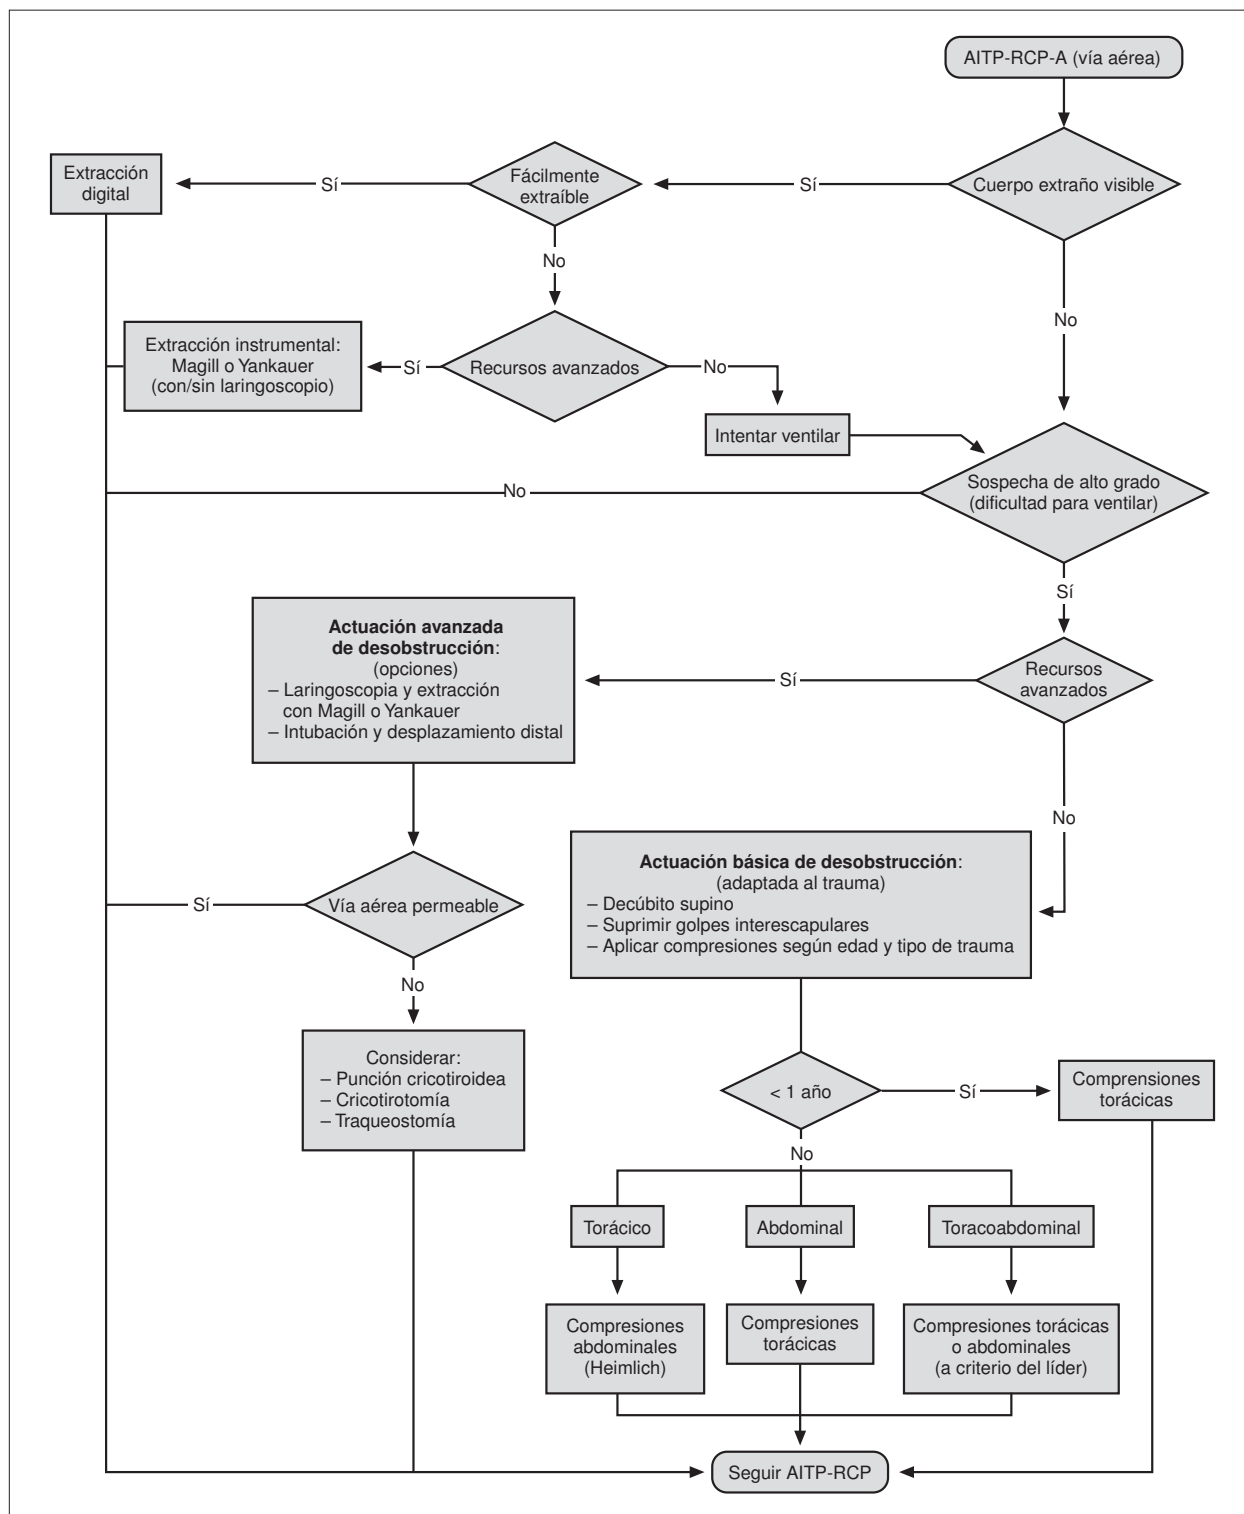 AITP-RCP-A (vía aérea)
Cuerpo extraño visible
Sí
Fácilmente
extraíble
Sí
Extracción
digital
No
Recursos avanzados
Sí
Extracción instrumental:
Magill o Yankauer
(con/sin laringoscopio)
No
Intentar ventilar
No
Sospecha de alto grado
(dificultad para ventilar)
No
Sí
Recursos
avanzados
Sí
Actuación avanzada
de desobstrucción:
(opciones)
– Laringoscopia y extracción
con Magill o Yankauer
– Intubación y desplazamiento distal
Vía aérea permeable
Sí
No
Considerar:
– Punción cricotiroidea
– Cricotirotomía
– Traqueostomía
No
Actuación básica de desobstrucción:
(adaptada al trauma)
– Decúbito supino
– Suprimir golpes interescapulares
– Aplicar compresiones según edad y tipo de trauma
< 1 año
Sí
Comprensiones
torácicas
No
Torácico
Abdominal
Toracoabdominal
Compresiones
abdominales
(Heimlich)
Compresiones
torácicas
Compresiones torácicas
o abdominales
(a criterio del líder)
Seguir AITP-RCP